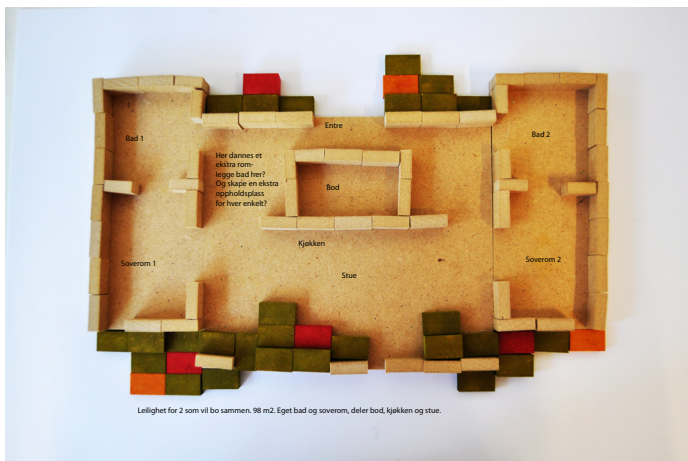 Entre
Bad 1
Bad 2
Her dannes et
ekstra rom-
legge bad her?
Og skape en ekstra
oppholdsplass
for hver enkelt?
Bod
Kjøkken
Soverom 1
Soverom 2
Stue
Leilighet for 2 som vil bo sammen. 98 m2. Eget bad og soverom, deler bod, kjøkken og stue.